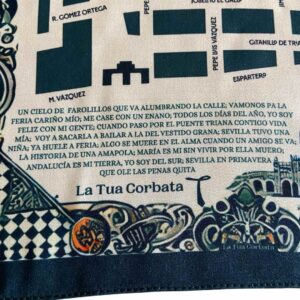 JOSELITO EL GALLO
R. GÓMEZ ORTEGA
PEPE
PEPE LUIS VÁZQUEZ
GITANILLO DE TRIAN
ESPARTERO
M. VÁZQUEZ
UN CIELO DE FAROLILLOS QUE VA ALUMBRANDO LA CALLE; VAMONOS PA LA
FERIA CARIÑO MÍO; ME CASE CON UN ENANO; TODOS LOS DÍAS DEL AÑO, YO SOY
FELIZ CON MI GENTE; CUANDO PASO POR EL PUENTE TRIANA CONTIGO VIDA
MÍA; VOY A SACARLA A BAILAR A LA DEL VESTIDO GRANA; SEVILLA TUVO UNA
NIÑA; YA HUELE A FERIA; ALGO SE MUERE EN EL ALMA CUANDO UN AMIGO SE VA;
LA HISTORIA DE UNA AMAPOLA; MARÍA ES MI SIN VIVIR POR ELLA MUERO;
ANDALUCÍA ES MI TIERRA, YO SOY DEL SUR; SEVILLA EN PRIMAVERA
QUE OLE LAS PENAS QUITA
La Tua Corbata
La Tua Corbata